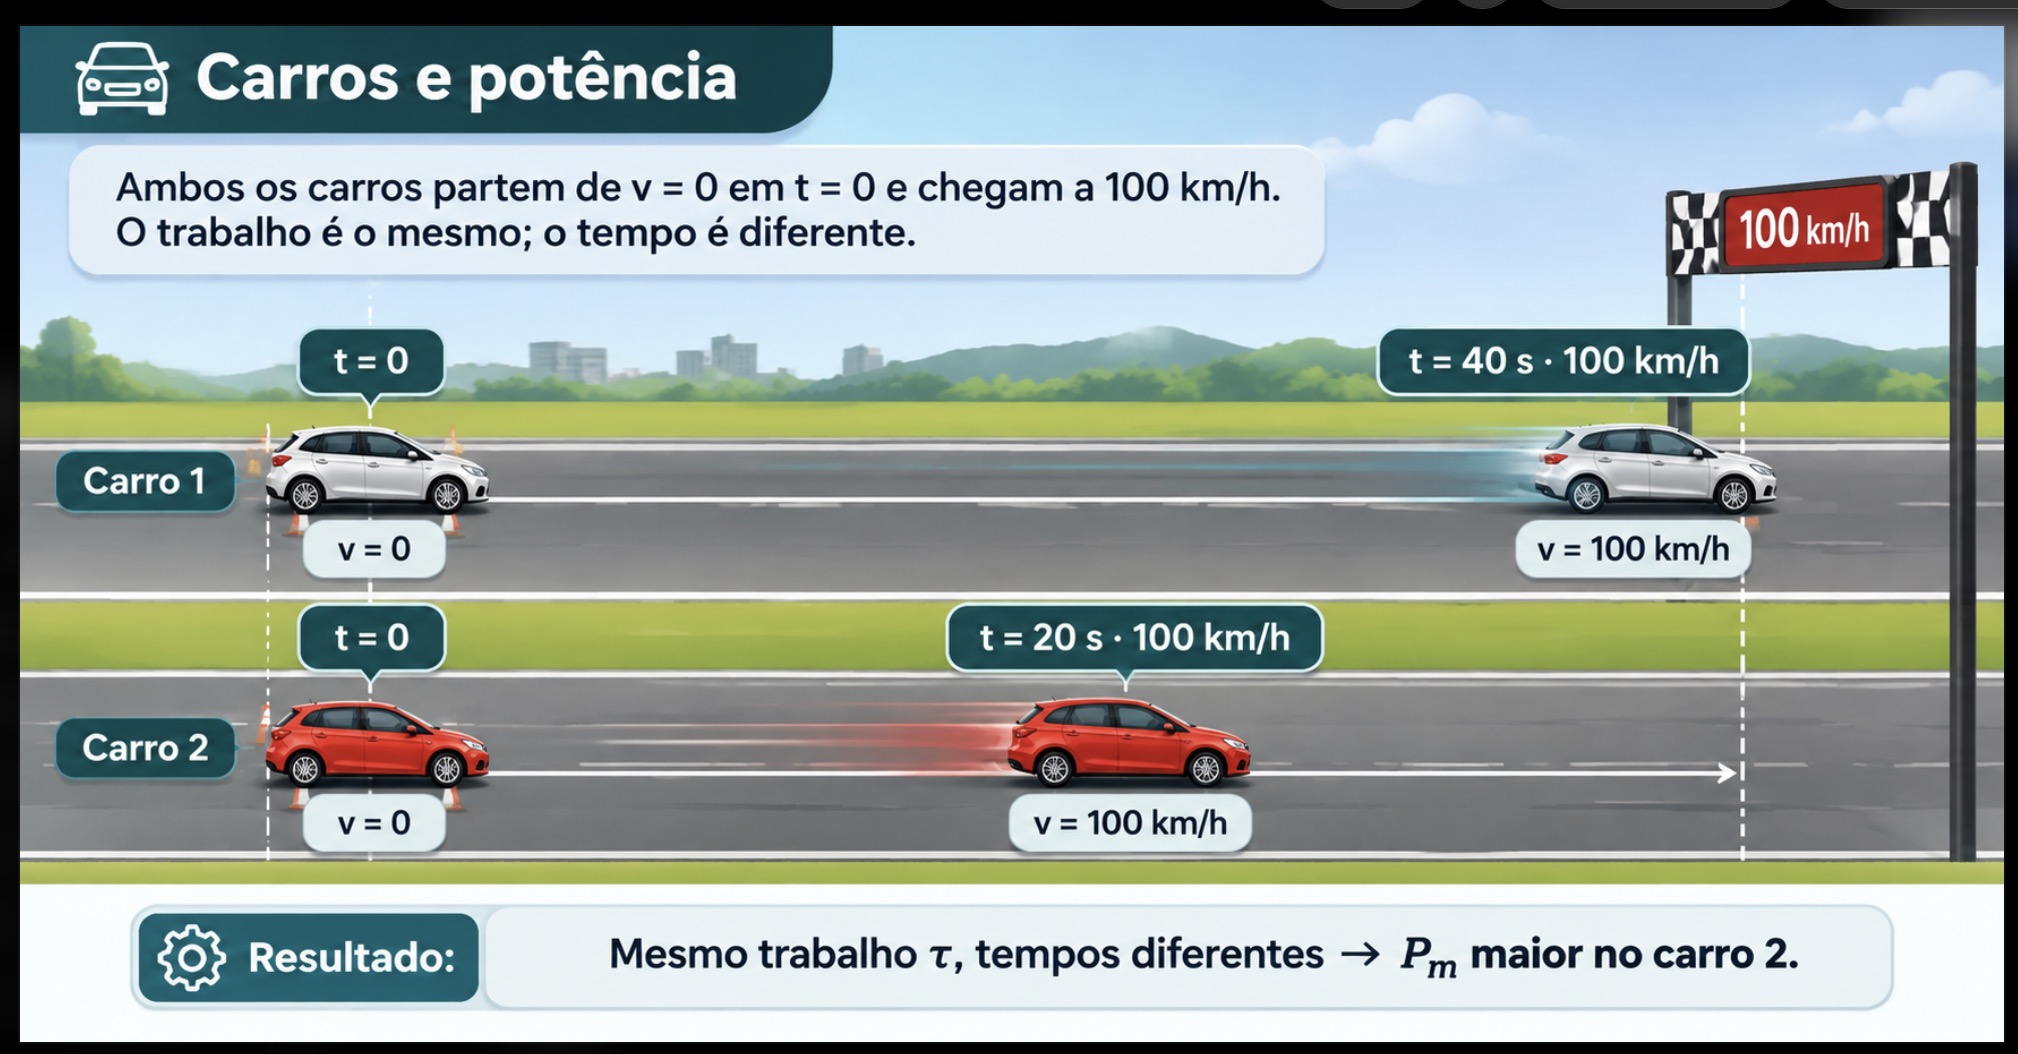 Carros e potência
Ambos os carros partem de v = 0 em t = 0 e chegam a 100 km/h.
O trabalho é o mesmo; o tempo é diferente.
100 km/h
t = 0
t = 40 s · 100 km/h
Carro 1
v = 0
v = 100 km/h
t = 0
t = 20 s · 100 km/h
Carro 2
v = 0
v = 100 km/h
Resultado:
Mesmo trabalho τ, tempos diferentes → Pm maior no carro 2.